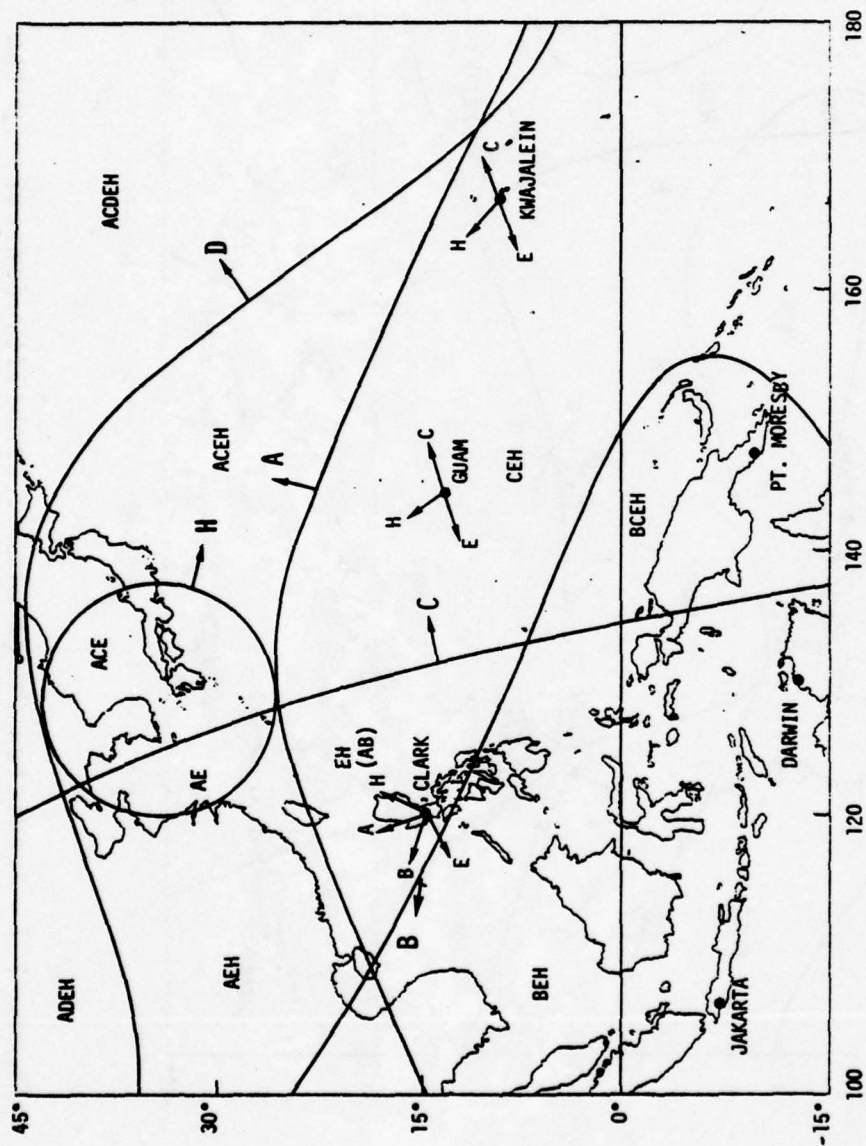 45°
30°
15°
0°
-15°
100
120
140
160
180
ADEH
AEH
AE
ACE
H
ACEH
A
D
ACDEH
EH
(AB)
H
A
CLARK
B
E
B
C
H
C
GUAM
E
CEH
H
C
KWAJALEIN
E
BEH
BCEH
JAKARTA
DARWIN
PT. MORESBY